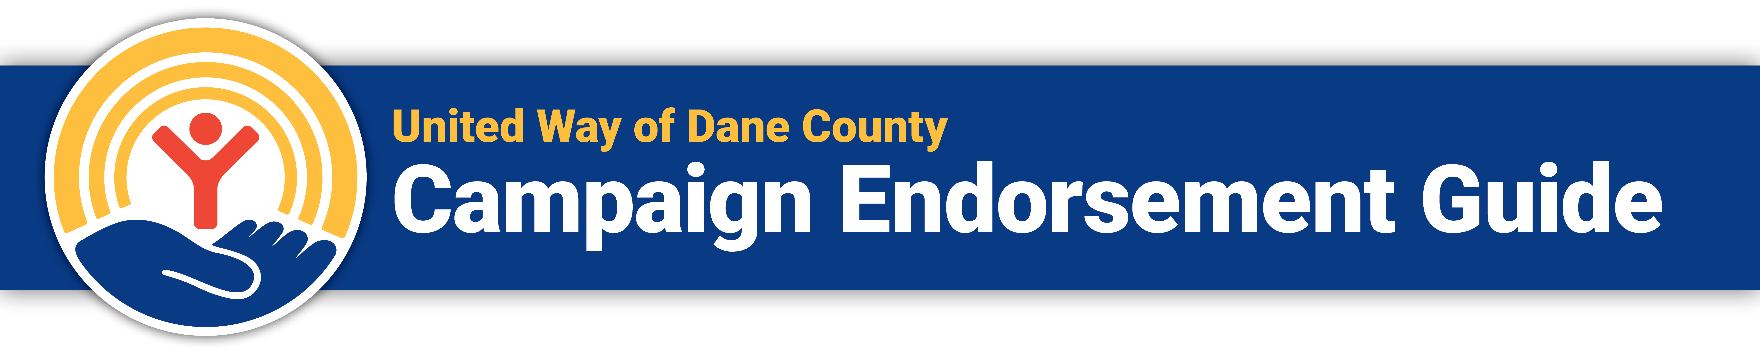 United Way of Dane County
Campaign Endorsement Guide